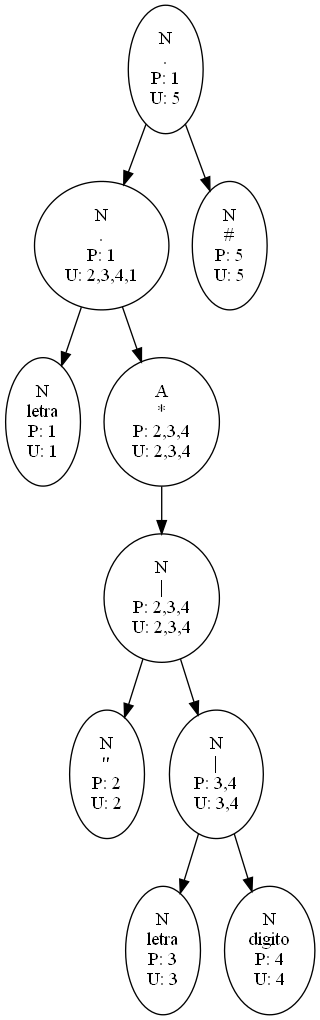 N
.
P: 1
U: 5
N
.
P: 1
U: 2,3,4,1
N
#
P: 5
U: 5
N
letra
P: 1
U: 1
A
*
P: 2,3,4
U: 2,3,4
N
|
P: 2,3,4
U: 2,3,4
N
"
P: 2
U: 2
N
|
P: 3,4
U: 3,4
N
letra
P: 3
U: 3
N
digito
P: 4
U: 4